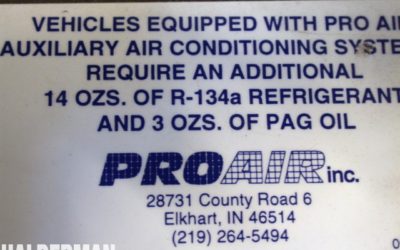 VEHICLES EQUIPPED WITH PRO AIR
AUXILIARY AIR CONDITIONING SYSTE
REQUIRE AN ADDITIONAL
14 OZS. OF R-134a REFRIGERANT
AND 3 OZS. OF PAG OIL
PROAIR inc.
28731 County Road 6
Elkhart, IN 46514
(219) 264-5494
HALDERMAN